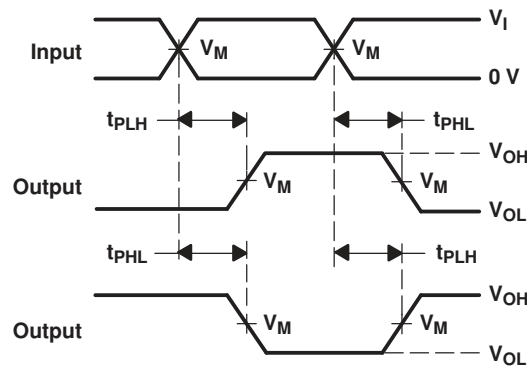 Input
V_M
V_M
V_I
0 V
t_PLH
t_PHL
Output
V_M
V_M
V_OH
V_OL
t_PHL
t_PLH
Output
V_M
V_M
V_OH
V_OL